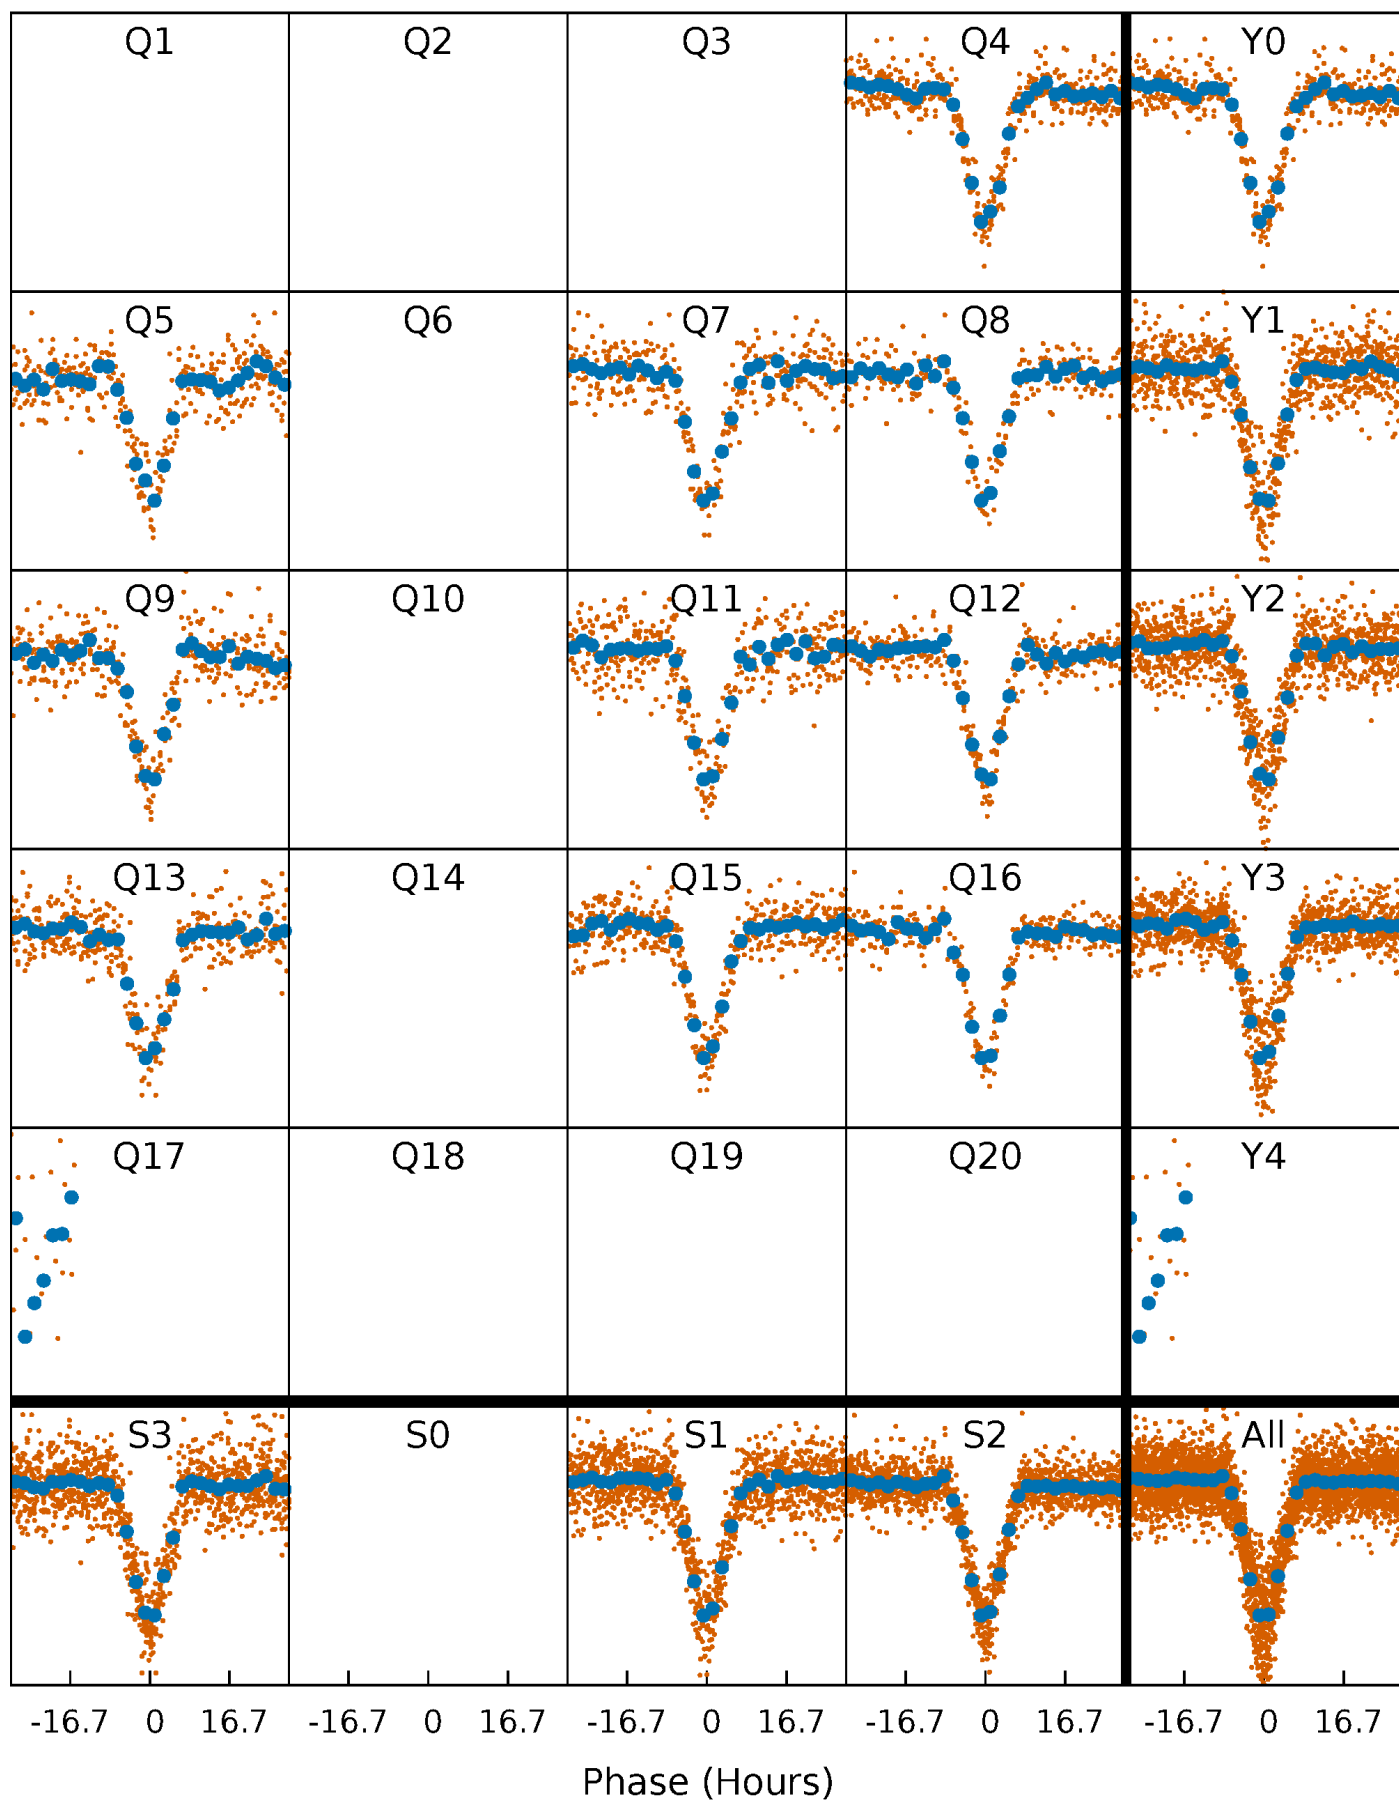 Q1 Q2 Q3 Q4 Y0
Q5 Q6 Q7 Q8 Y1
Q9 Q10 Q11 Q12 Y2
Q13 Q14 Q15 Q16 Y3
Q17 Q18 Q19 Q20 Y4
S3 S0 S1 S2 All
-16.7 0 16.7 -16.7 0 16.7 -16.7 0 16.7 -16.7 0 16.7 -16.7 0 16.7
Phase (Hours)